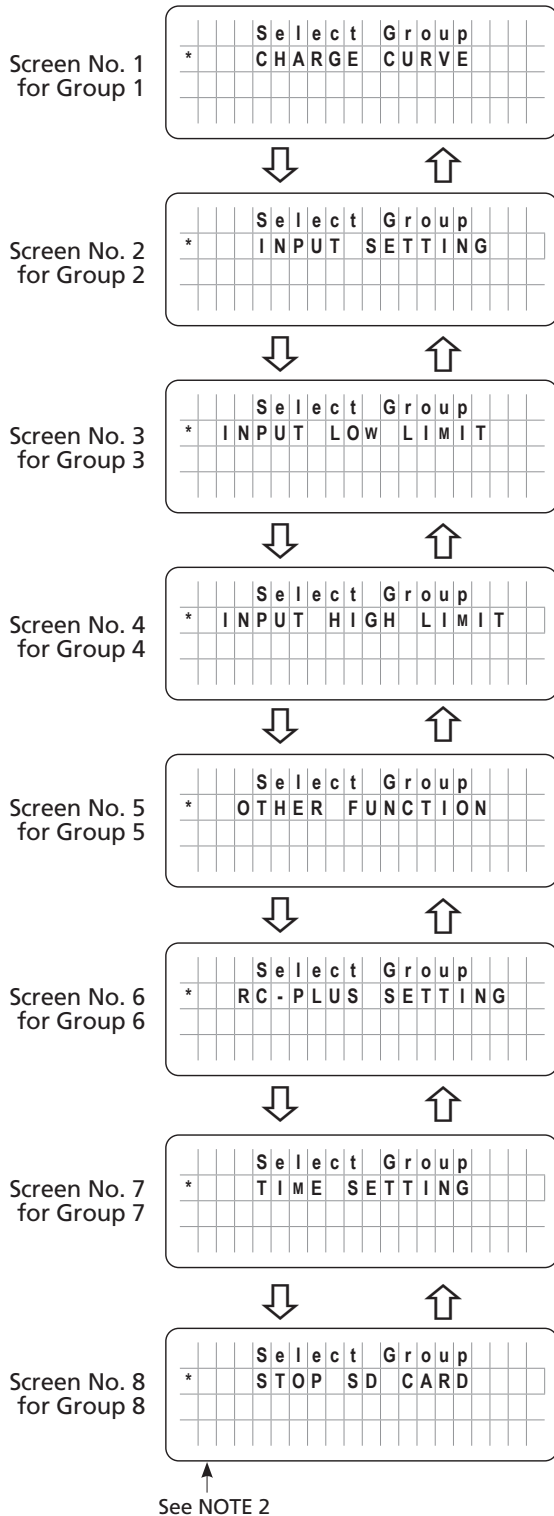 Screen No. 1
for Group 1
Select Group
* CHARGE CURVE
Screen No. 2
for Group 2
Select Group
* INPUT SETTING
Screen No. 3
for Group 3
Select Group
* INPUT LOW LIMIT
Screen No. 4
for Group 4
Select Group
* INPUT HIGH LIMIT
Screen No. 5
for Group 5
Select Group
* OTHER FUNCTION
Screen No. 6
for Group 6
Select Group
* RC-PLUS SETTING
Screen No. 7
for Group 7
Select Group
* TIME SETTING
Screen No. 8
for Group 8
Select Group
* STOP SD CARD
See NOTE 2